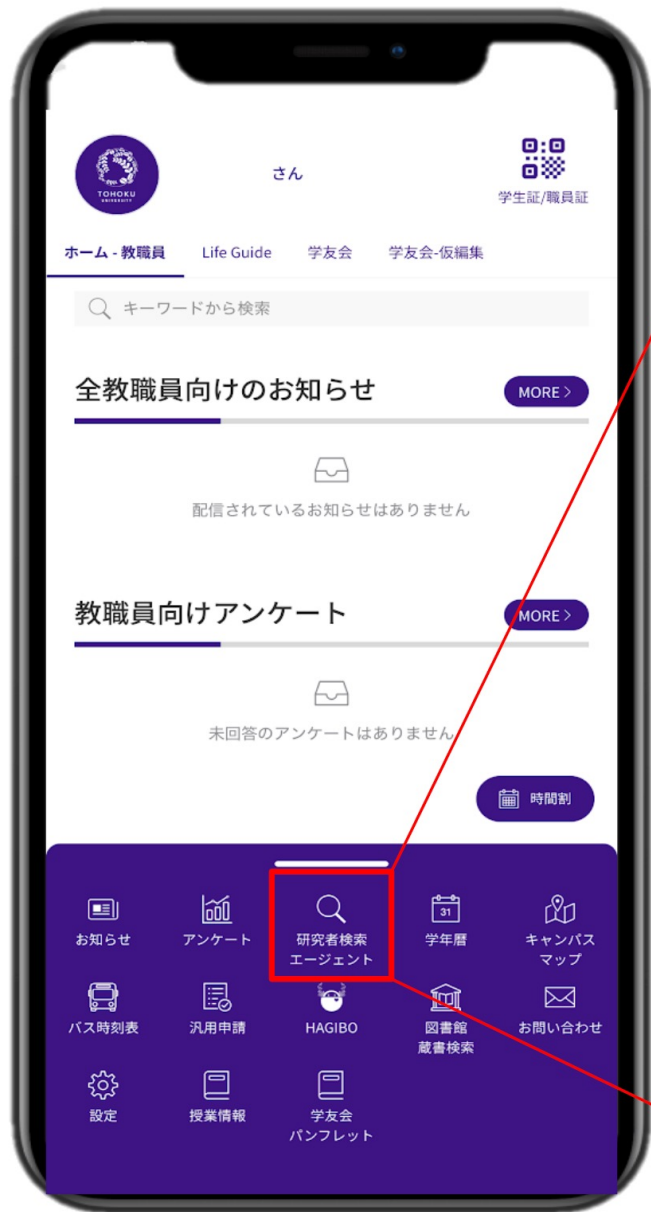 TOHOKU
UNIVERSITY
さん
学生証/職員証
ホーム - 教職員 Life Guide 学友会 学友会-仮編集
キーワードから検索
全教職員向けのお知らせ
MORE >
配信されているお知らせはありません
教職員向けアンケート
MORE >
未回答のアンケートはありません
時間割
お知らせ アンケート 研究者検索 学年暦 キャンパス
エージェント マップ
31
バス時刻表 汎用申請 HAGIBO 図書館 お問い合わせ
蔵書検索
設定 授業情報 学友会
パンフレット